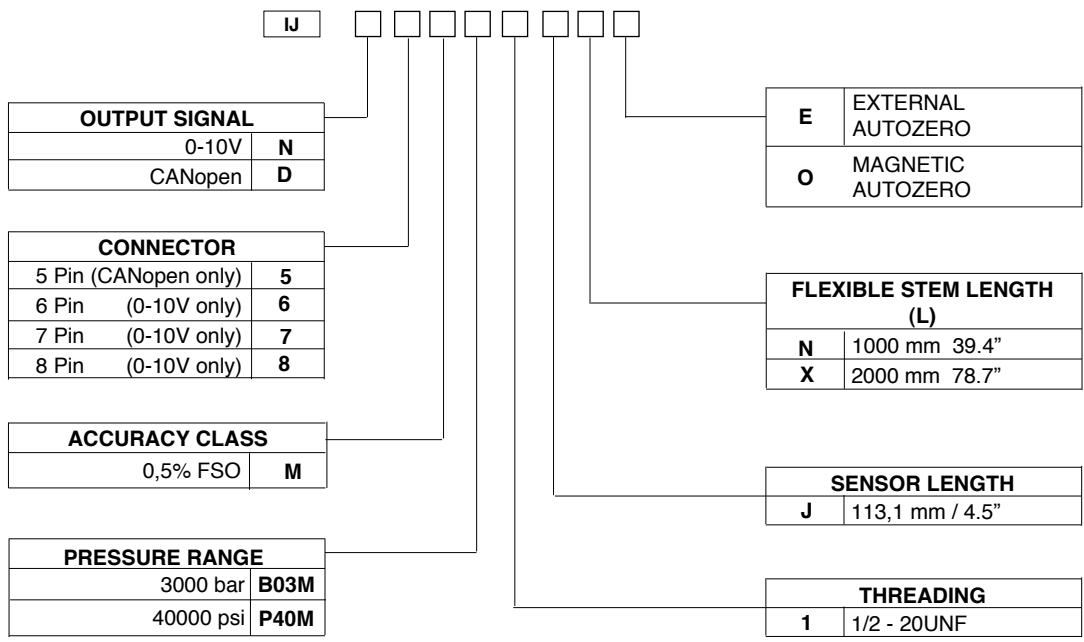 IJ
OUTPUT SIGNAL
0-10V N
CANopen D
CONNECTOR
5 Pin (CANopen only) 5
6 Pin (0-10V only) 6
7 Pin (0-10V only) 7
8 Pin (0-10V only) 8
ACCURACY CLASS
0,5% FSO M
PRESSURE RANGE
3000 bar B03M
40000 psi P40M
E EXTERNAL
AUTOZERO
O MAGNETIC
AUTOZERO
FLEXIBLE STEM LENGTH
(L)
N 1000 mm 39.4”
X 2000 mm 78.7”
SENSOR LENGTH
J 113,1 mm / 4.5”
THREADING
1 1/2 - 20UNF